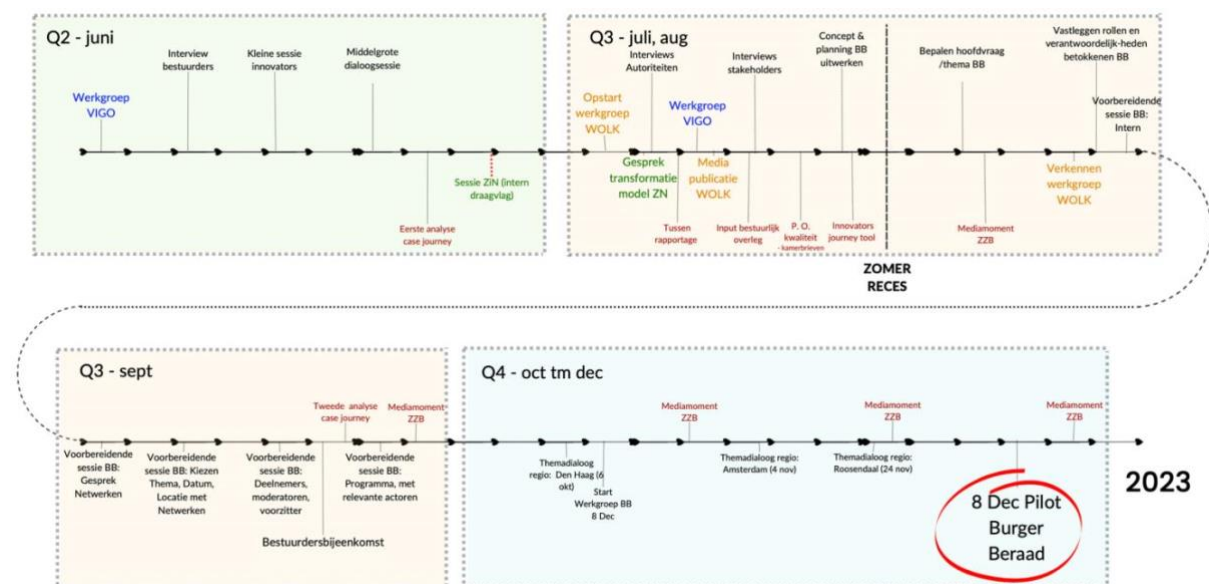 Q2 - juni
Interview
bestuurders
Kleine sessie
innovators
Middelgrote
dialoogsessie
Werkgroep
VIGO
Sessie ZiN (intern
draagvlag)
Eerste analyse
case journey
Q3 - juli, aug
Interviews
Autoriteiten
Interviews
stakeholders
Concept &
planning BB
uitwerken
Bepalen hoofdvraag
/thema BB
Vastleggen rollen en
verantwoordelijk-heden
betokkenen BB
Opstart
werkgroep
WOLK
Werkgroep
VIGO
Voorbereidende
sessie BB:
Intern
Gesprek
transformatie
model ZN
Media
publicatie
WOLK
Verkennen
werkgroep
WOLK
Tussen
rapportage
Input bestuurlijk
overleg
P. O.
kwaliteit
- kamerbrieven
Innovators
journey tool
Mediamoment
ZZB
ZOMER
RECES
Q3 - sept
Tweede analyse
case journey
Mediamoment
ZZB
Voorbereidende
sessie BB:
Gesprek
Netwerken
Voorbereidende
sessie BB: Kiezen
Thema, Datum,
Locatie met
Netwerken
Voorbereidende
sessie BB:
Deelnemers,
moderatoren,
voorzitter
Voorbereidende
sessie BB:
Programma, met
relevante actoren
Bestuurdersbijeenkomst
Q4 - oct tm dec
Mediamoment
ZZB
Mediamoment
ZZB
Mediamoment
ZZB
Themadialoog
regio: Den Haag (6
okt)
Start
Werkgroep BB
8 Dec
Themadialoog regio:
Amsterdam (4 nov)
Themadialoog regio:
Roosendaal (24 nov)
8 Dec Pilot
Burger
Beraad
2023